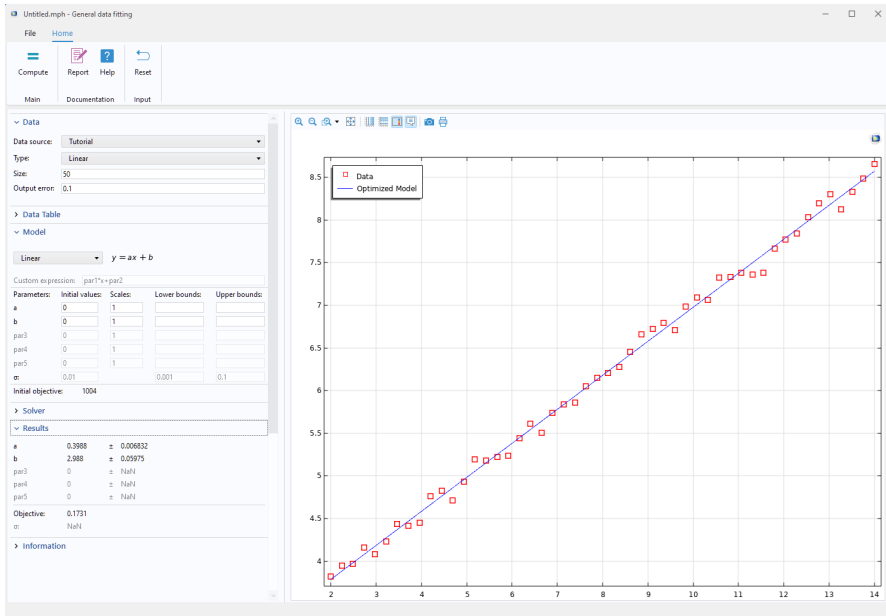 Untitled.mph - General data fitting
File Home
Compute Report Help Reset
Main Documentation Input
Data
Data source: Tutorial
Type: Linear
Size: 50
Output error: 0.1
Data Table
Model
Linear y = ax + b
Custom expression: par1*x+par2
Parameters: Initial values: Scales: Lower bounds: Upper bounds:
a 0 1
b 0 1
par3 0 1
par4 0 1
par5 0 1
σ: 0.01 0.001 0.1
Initial objective: 1004
Solver
Results
a 0.3988 ± 0.006832
b 2.988 ± 0.05975
par3 0 ± NaN
par4 0 ± NaN
par5 0 ± NaN
Objective: 0.1731
σ: NaN
Information
Data
Optimized Model
8.5
8
7.5
7
6.5
6
5.5
5
4.5
4
2 3 4 5 6 7 8 9 10 11 12 13 14